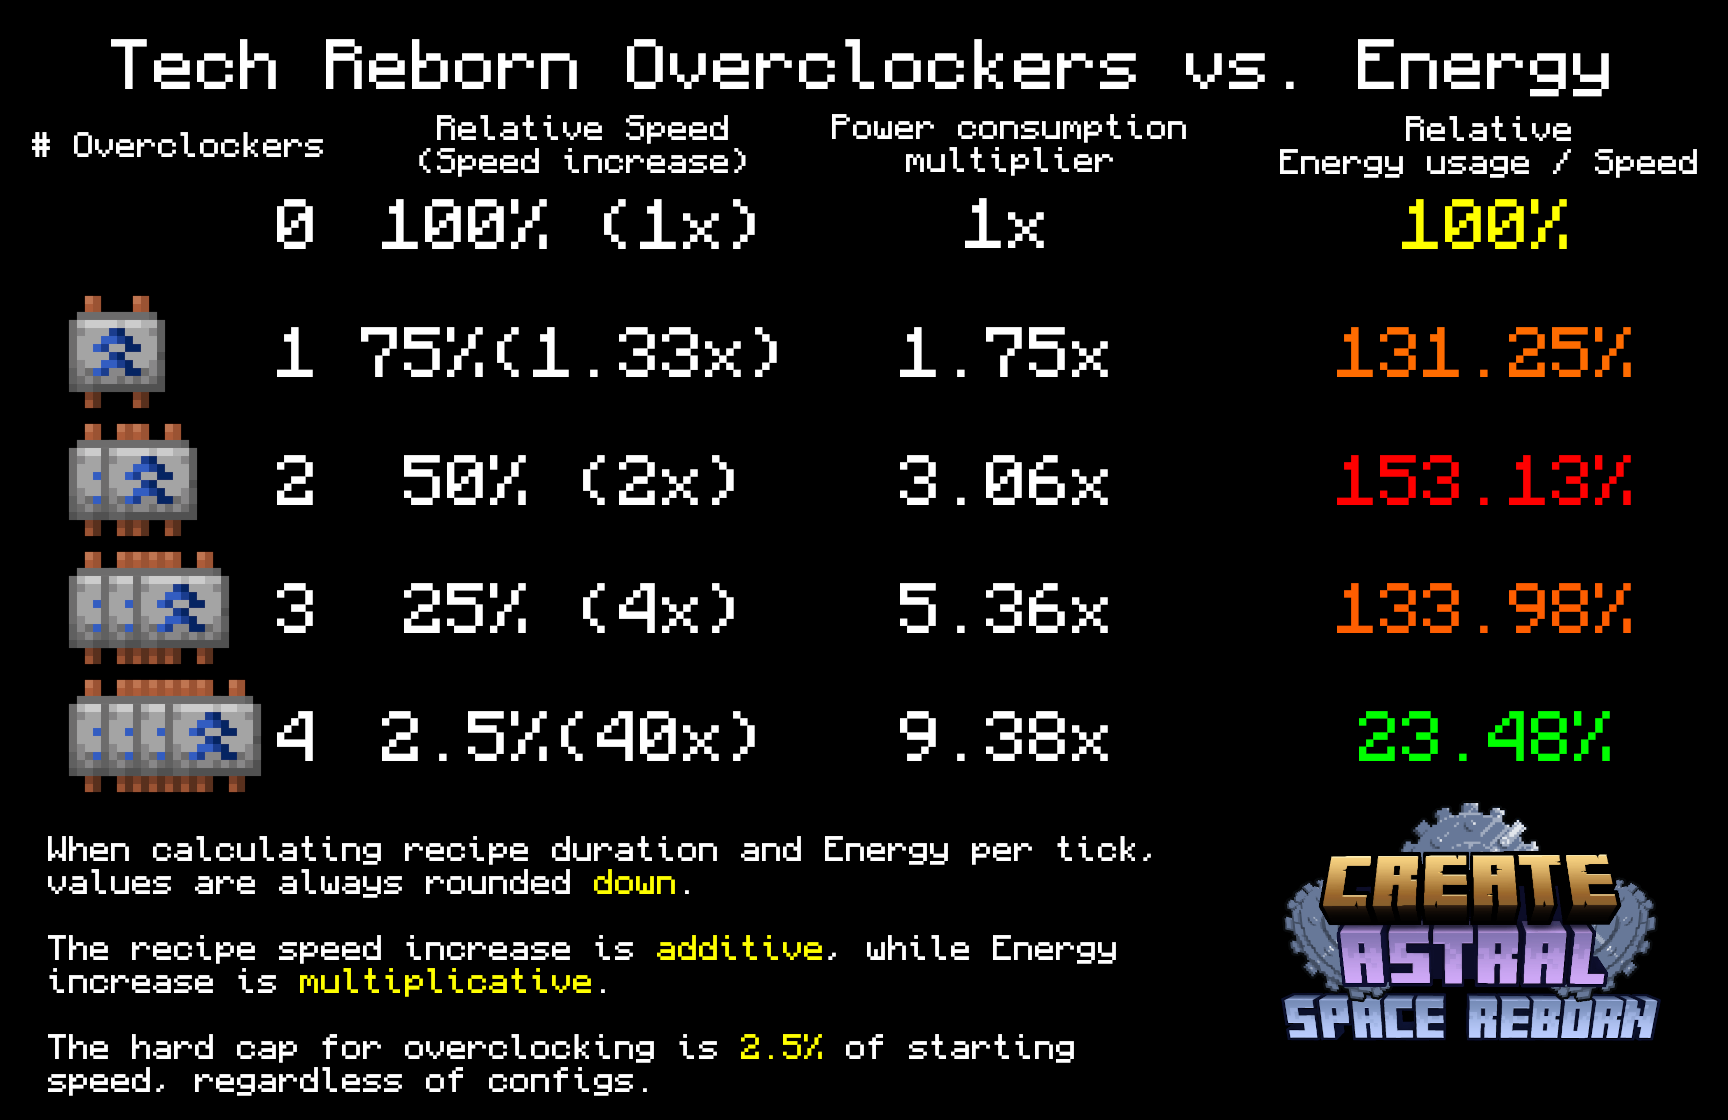 Tech Reborn Overclockers vs. Energy
# Overclockers
Relative Speed
(Speed increase)
Power consumption
multiplier
Relative
Energy usage / Speed
0 100% (1x) 1x 100%
1 75%(1.33x) 1.75x 131.25%
2 50% (2x) 3.06x 153.13%
3 25% (4x) 5.36x 133.98%
4 2.5%(40x) 9.38x 23.48%
When calculating recipe duration and Energy per tick,
values are always rounded down.
The recipe speed increase is additive, while Energy
increase is multiplicative.
The hard cap for overclocking is 2.5% of starting
speed, regardless of configs.
CREATE
ASTRAL
SPACE REBORN